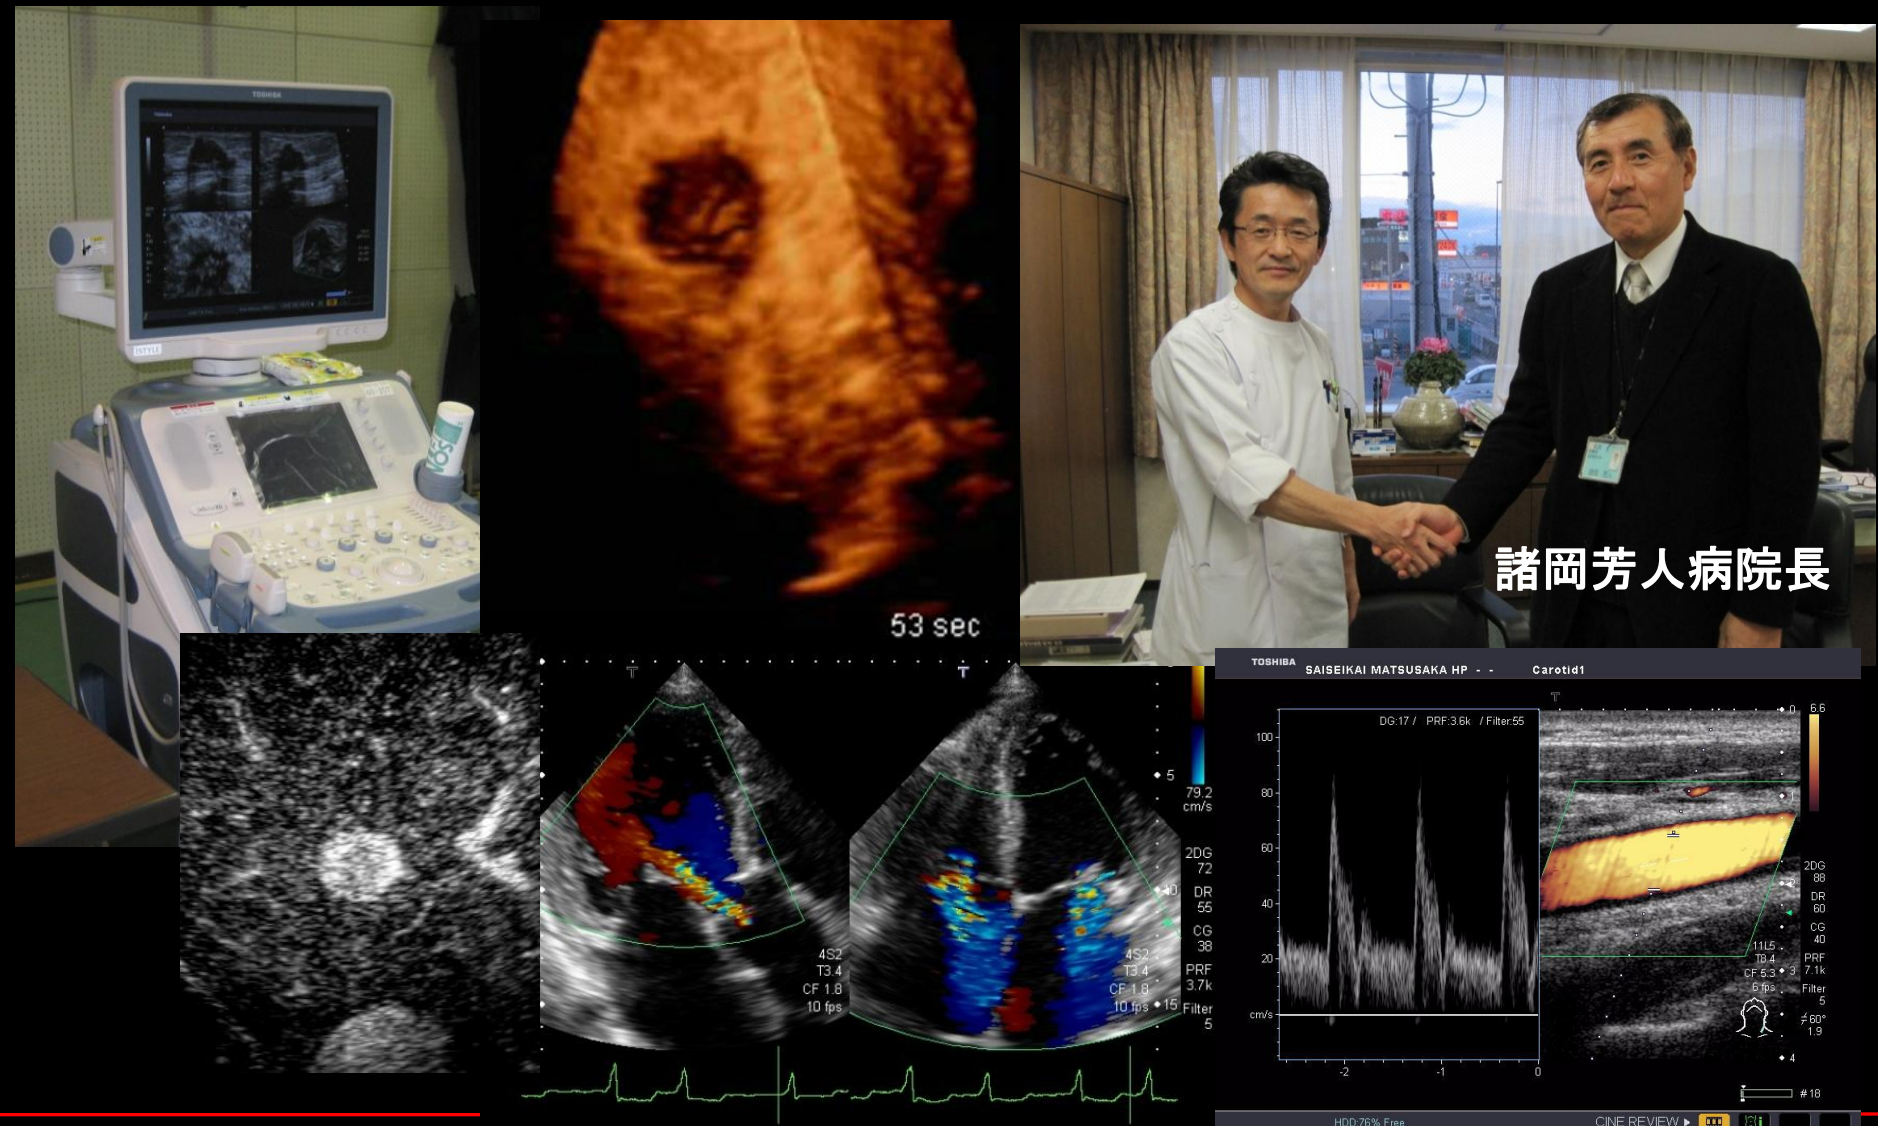 TOSHIBA
ISTYLE
53 sec
諸岡芳人病院長
T
T
5
79.2
cm/s
2DG
72
10
DR
55
CG
38
PRF
3.7k
15
Filter
5
4S2
T3.4
CF 1.8
10 fps
4S2
T3.4
CF 1.8
10 fps
TOSHIBA
SAISEIKAI MATSUSAKA HP - - Carotid1
T
DG:17 / PRF:3.6k / Filter:55
100
80
60
40
20
cm/s
-2 -1 0
0
6.6
2DG
88
DR
60
CG
40
PRF
7.1k
Filter
5
≠60°
1.9
11L5
T8.4
CF 5.3
6 fps
3
4
#18
HDD:76% Free
CINE REVIEW